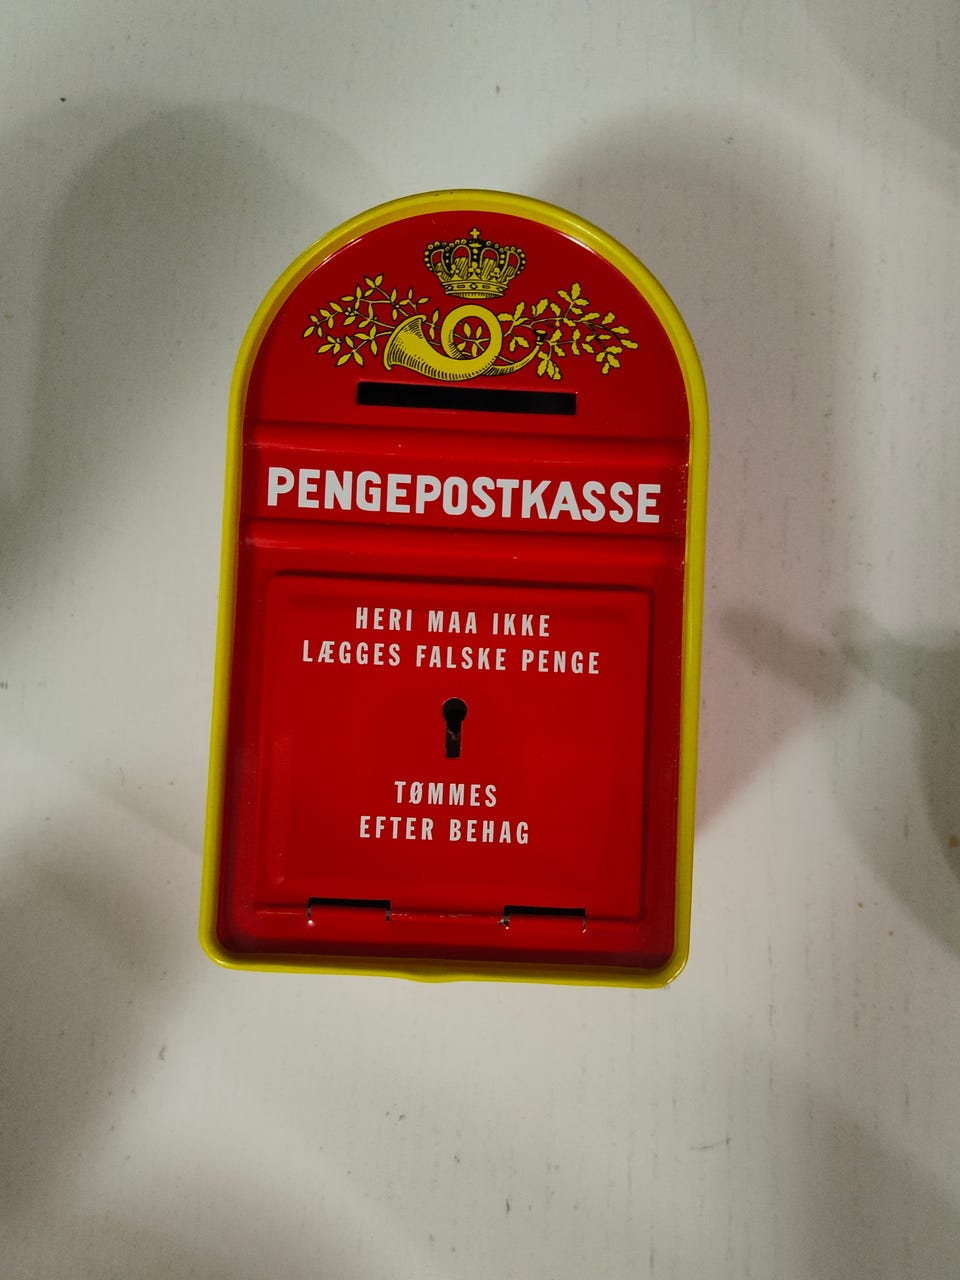 PENGEPOSTKASSE
HERI MAA IKKE
LÆGGES FALSKE PENGE
TØMMES
EFTER BEHAG